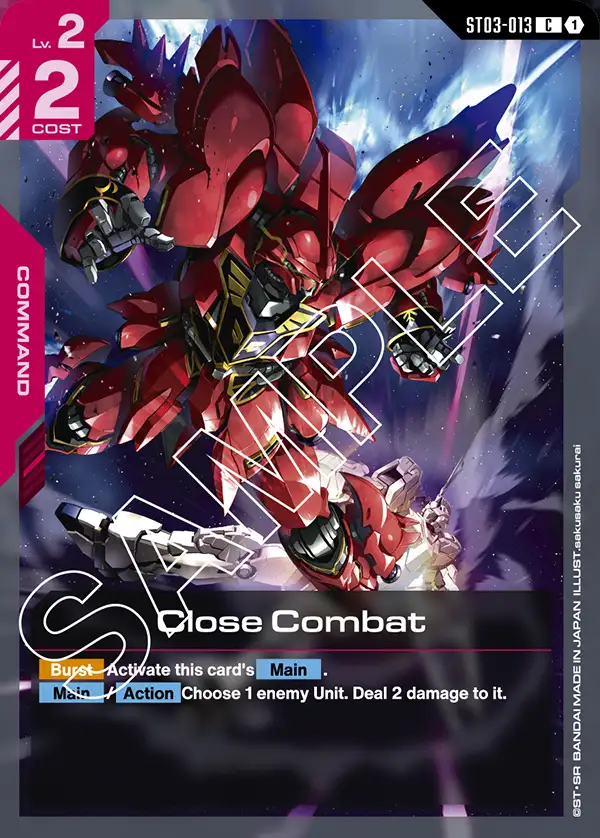 Lv. 2
2
COST
ST03-013 C 1
COMMAND
SAMPLE
Close Combat
Burst Activate this card's Main .
Main / Action Choose 1 enemy Unit. Deal 2 damage to it.
©ST・SR BANDAI MADE IN JAPAN ILLUST.sakusaku sakurai